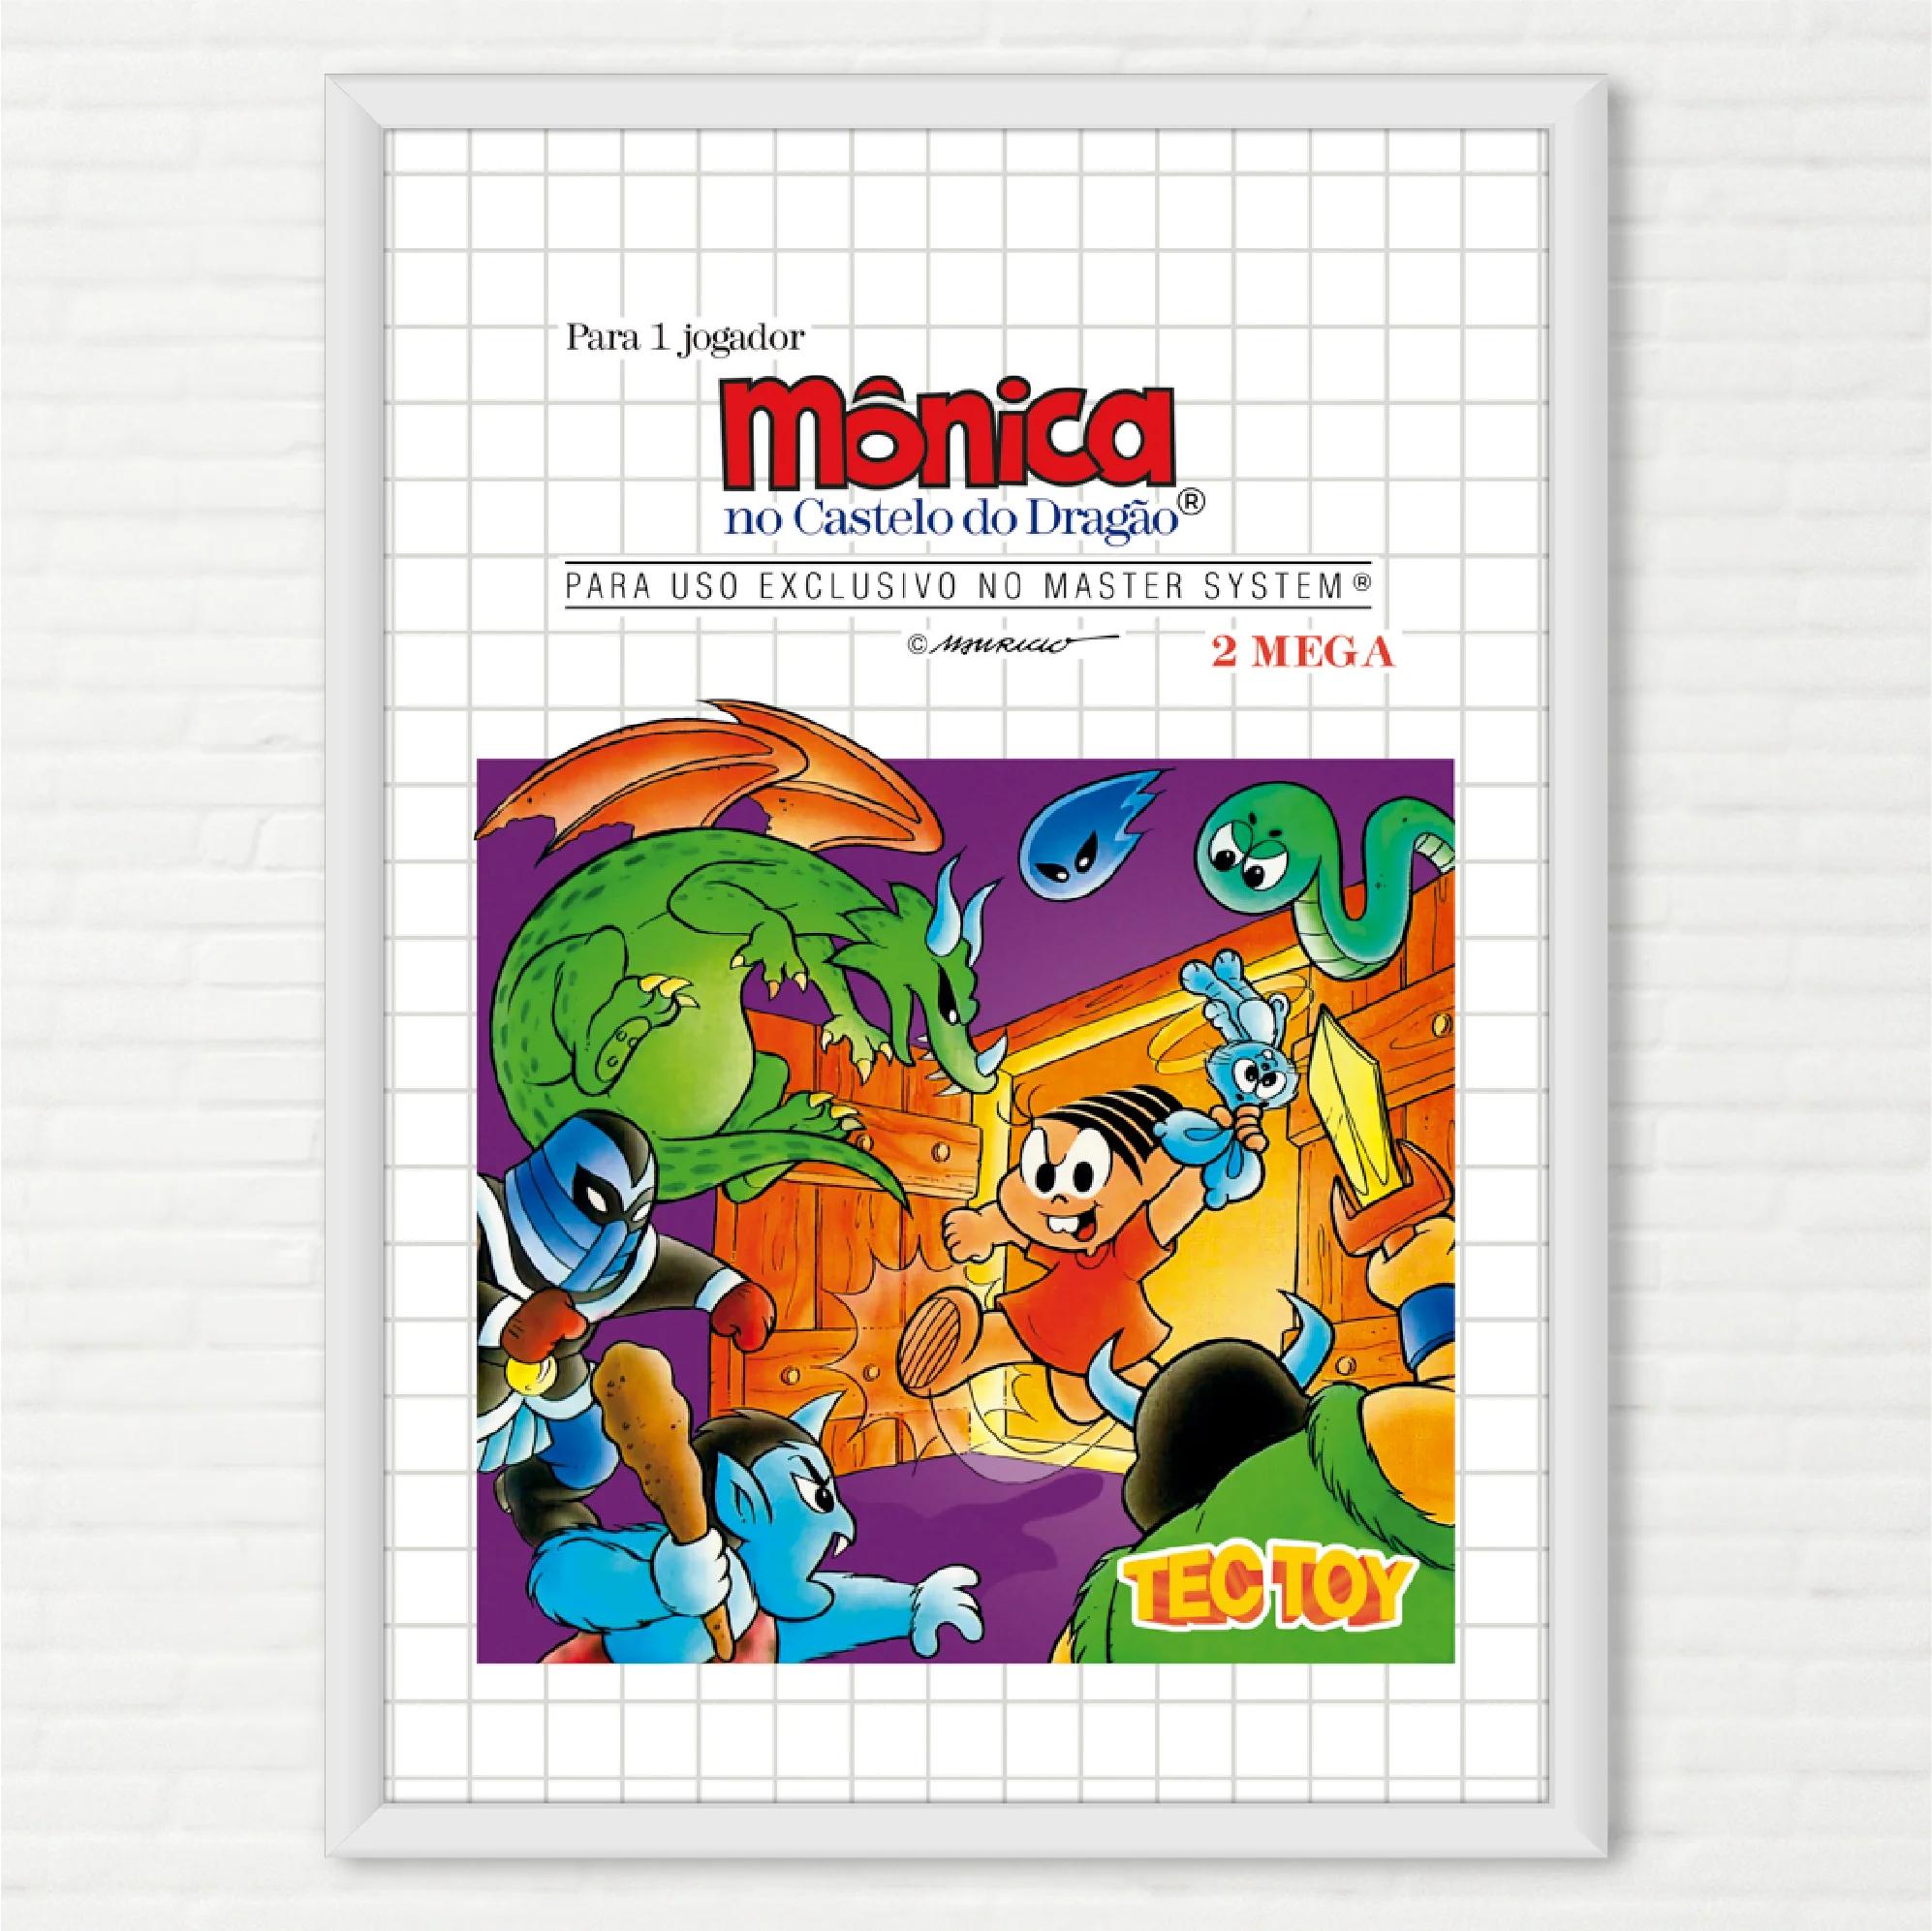 Para 1 jogador
Mônica
no Castelo do Dragão®
PARA USO EXCLUSIVO NO MASTER SYSTEM®
© MAURICIO
2 MEGA
TEC TOY